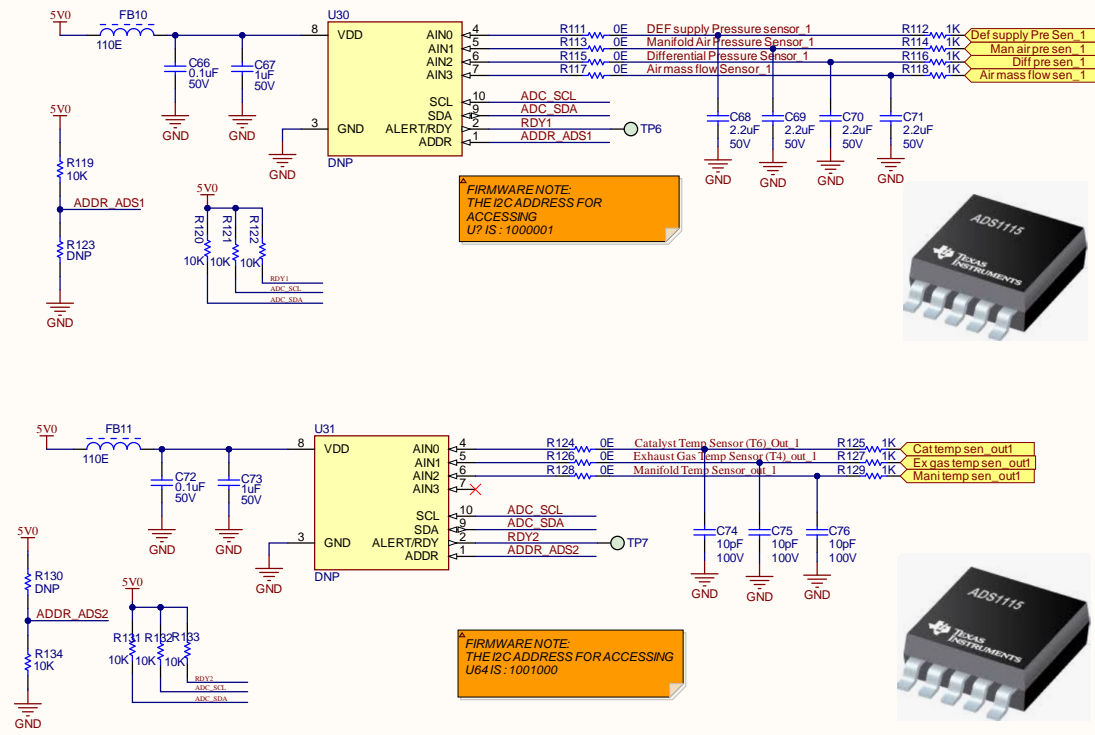 5V0
FB10
110E
C66
0.1uF
50V
C67
1uF
50V
GND
GND
U30
8
VDD
3
GND
GND
DNP
AIN0
4
AIN1
5
AIN2
6
AIN3
7
SCL
10
ADC_SCL
SDA
9
ADC_SDA
ALERT/RDY
2
RDY1
TP6
ADDR
1
ADDR_ADS1
R111
0E
DEF supply Pressure sensor_1
R112
1K
Def supply Pre Sen_1
R113
0E
Manifold Air Pressure Sensor_1
R114
1K
Man air pre sen_1
R115
0E
Differential Pressure Sensor_1
R116
1K
Diff pre sen_1
R117
0E
Air mass flow Sensor_1
R118
1K
Air mass flow sen_1
C68
2.2uF
50V
GND
C69
2.2uF
50V
GND
C70
2.2uF
50V
GND
C71
2.2uF
50V
GND
5V0
R119
10K
ADDR_ADS1
R123
DNP
GND
5V0
R120
R121
R122
10K
10K
10K
RDY1
ADC_SCL
ADC_SDA
FIRMWARE NOTE:
THE I2C ADDRESS FOR
ACCESSING
U? IS : 1000001
ADS1115
TEXAS
INSTRUMENTS
5V0
FB11
110E
C72
0.1uF
50V
C73
1uF
50V
GND
GND
U31
8
VDD
3
GND
GND
DNP
AIN0
4
AIN1
5
AIN2
6
AIN3
7
SCL
10
ADC_SCL
SDA
9
ADC_SDA
ALERT/RDY
2
RDY2
TP7
ADDR
1
ADDR_ADS2
R124
0E
Catalyst Temp Sensor (T6)_Out_1
R125
1K
Cat temp sen_out1
R126
0E
Exhaust Gas Temp Sensor (T4)_out_1
R127
1K
Ex gas temp sen_out1
R128
0E
Manifold Temp Sensor_out_1
R129
1K
Mani temp sen_out1
C74
10pF
100V
GND
C75
10pF
100V
GND
C76
10pF
100V
GND
5V0
R130
DNP
ADDR_ADS2
R134
10K
GND
5V0
R131
R132
R133
10K
10K
10K
RDY2
ADC_SCL
ADC_SDA
FIRMWARE NOTE:
THE I2C ADDRESS FOR ACCESSING
U64 IS : 1001000
ADS1115
TEXAS
INSTRUMENTS